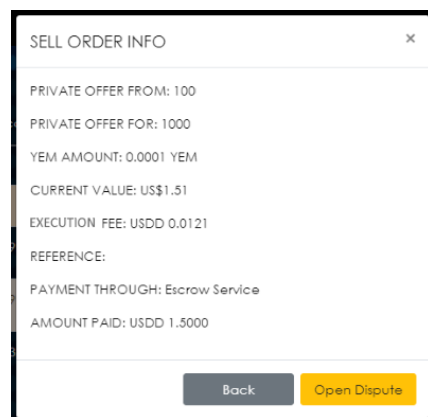 SELL ORDER INFO ×
PRIVATE OFFER FROM: 100
PRIVATE OFFER FOR: 1000
YEM AMOUNT: 0.0001 YEM
CURRENT VALUE: US$1.51
EXECUTION FEE: USDD 0.0121
REFERENCE:
PAYMENT THROUGH: Escrow Service
AMOUNT PAID: USDD 1.5000
Back Open Dispute